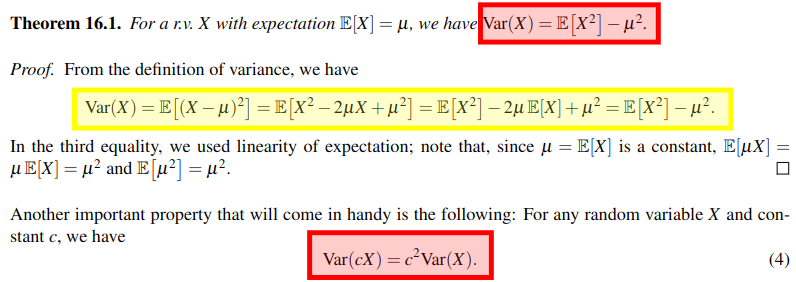 Theorem 16.1. For a r.v. X with expectation 𝔼[X] = μ, we have Var(X) = 𝔼[X²] − μ².
Proof. From the definition of variance, we have
Var(X) = 𝔼[(X − μ)²] = 𝔼[X² − 2μX + μ²] = 𝔼[X²] − 2μ 𝔼[X] + μ² = 𝔼[X²] − μ².
In the third equality, we used linearity of expectation; note that, since μ = 𝔼[X] is a constant, 𝔼[μX] =
μ 𝔼[X] = μ² and 𝔼[μ²] = μ². □
Another important property that will come in handy is the following: For any random variable X and con-
stant c, we have
Var(cX) = c²Var(X). (4)